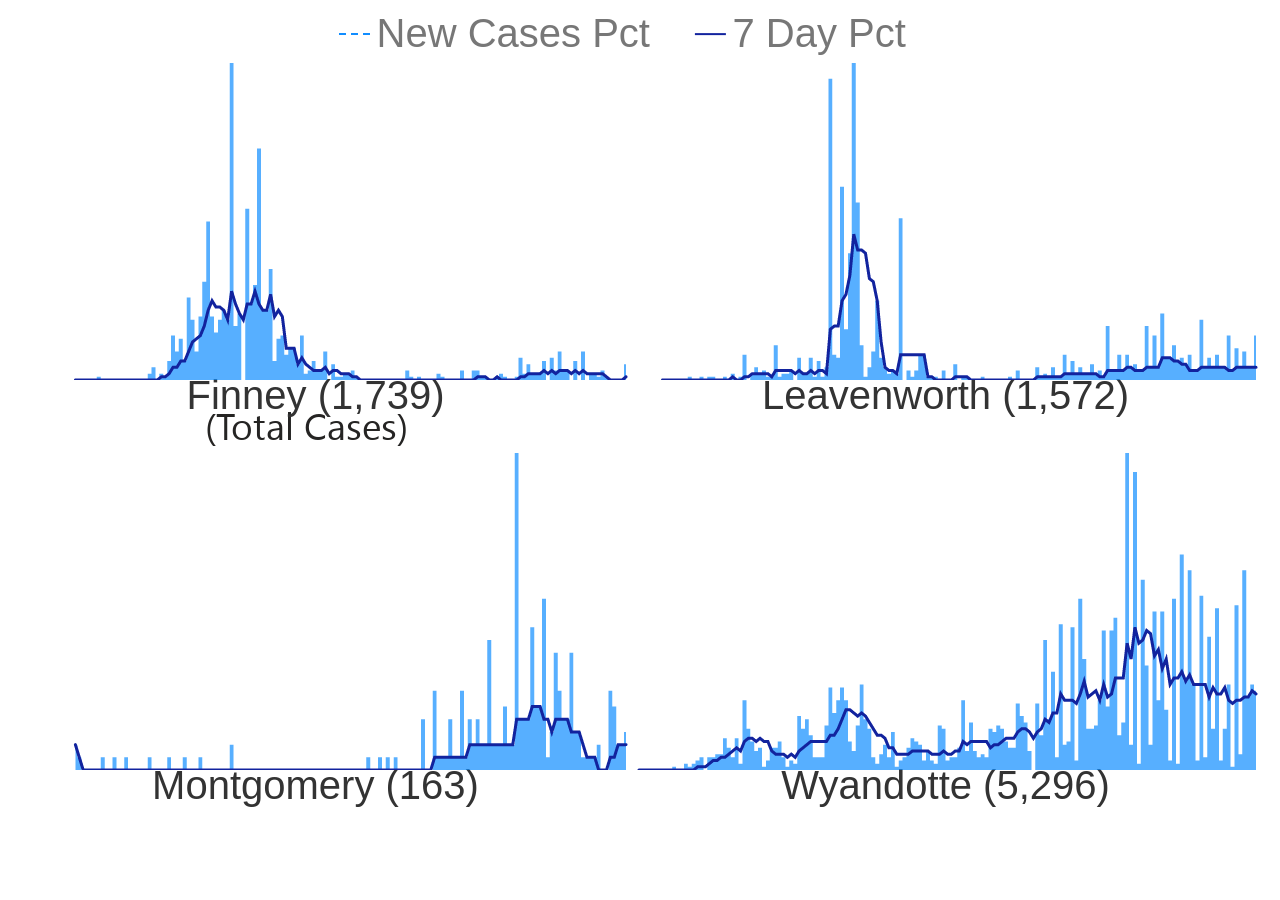 New Cases Pct 7 Day Pct
Finney (1,739)
(Total Cases)
Leavenworth (1,572)
Montgomery (163)
Wyandotte (5,296)